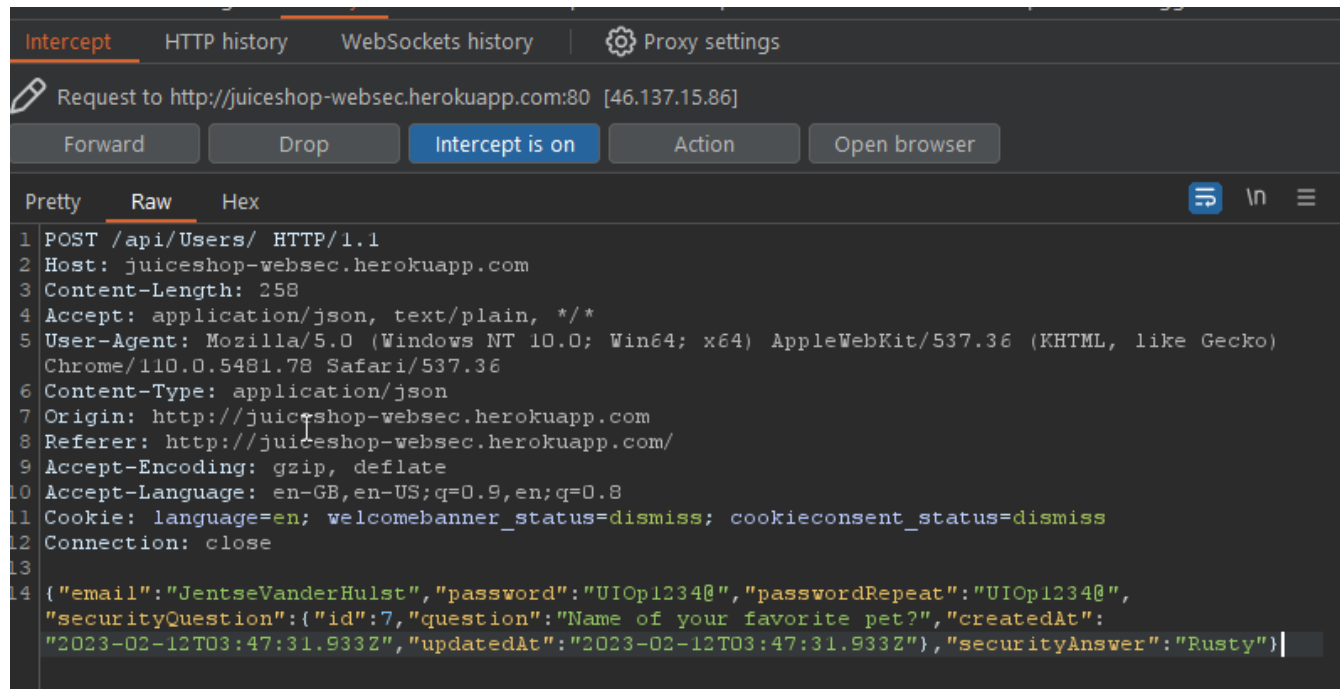 Intercept HTTP history WebSockets history Proxy settings
Request to http://juiceshop-websec.herokuapp.com:80 [46.137.15.86]
Forward Drop Intercept is on Action Open browser
Pretty Raw Hex \n
1 POST /api/Users/ HTTP/1.1
2 Host: juiceshop-websec.herokuapp.com
3 Content-Length: 258
4 Accept: application/json, text/plain, */*
5 User-Agent: Mozilla/5.0 (Windows NT 10.0; Win64; x64) AppleWebKit/537.36 (KHTML, like Gecko)
Chrome/110.0.5481.78 Safari/537.36
6 Content-Type: application/json
7 Origin: http://juiceshop-websec.herokuapp.com
8 Referer: http://juiceshop-websec.herokuapp.com/
9 Accept-Encoding: gzip, deflate
10 Accept-Language: en-GB,en-US;q=0.9,en;q=0.8
11 Cookie: language=en; welcomebanner_status=dismiss; cookieconsent_status=dismiss
12 Connection: close
13
14 {"email":"JentseVanderHulst","password":"UIOp1234@","passwordRepeat":"UIOp1234@",
"securityQuestion":{"id":7,"question":"Name of your favorite pet?","createdAt":
"2023-02-12T03:47:31.933Z","updatedAt":"2023-02-12T03:47:31.933Z"},"securityAnswer":"Rusty"}